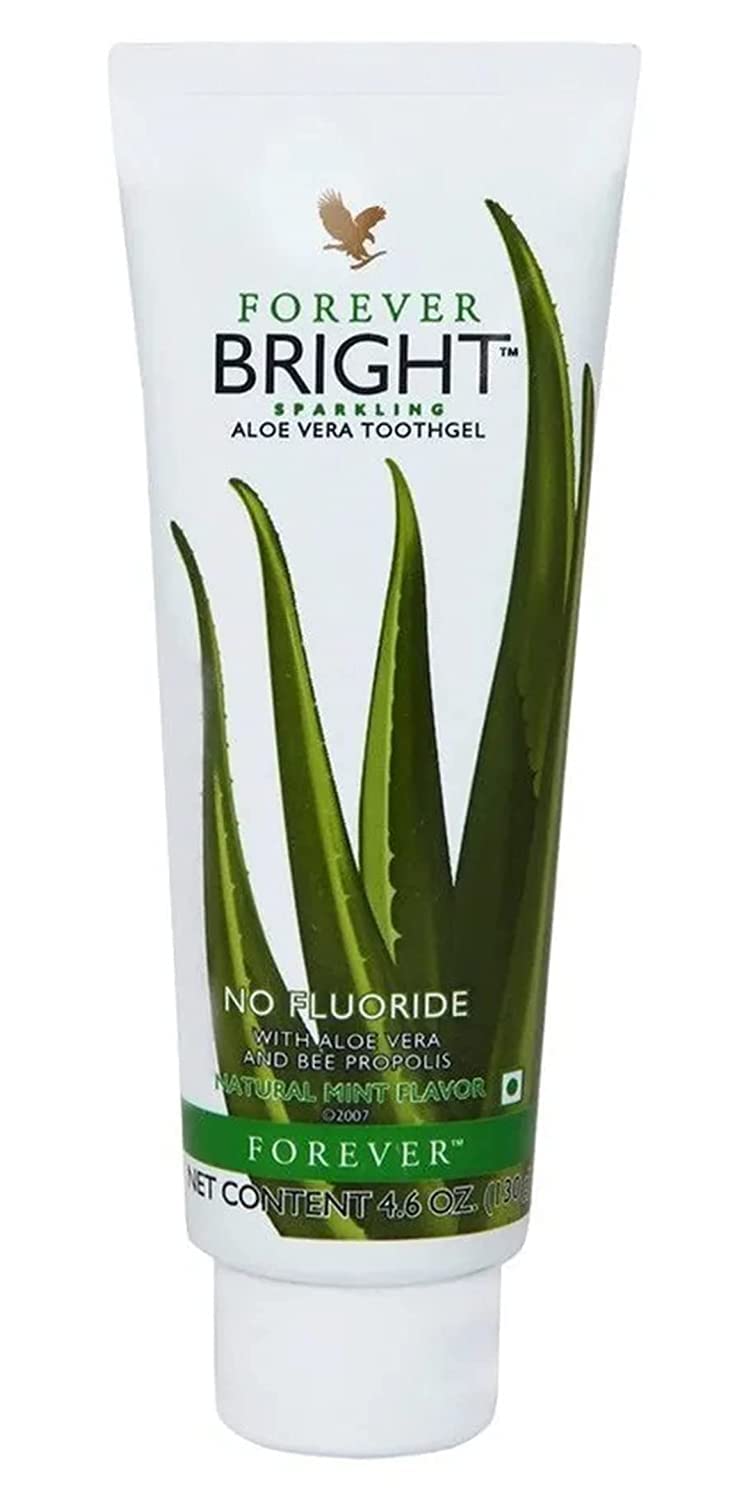 FOREVER
BRIGHT™
SPARKLING
ALOE VERA TOOTHGEL
NO FLUORIDE
WITH ALOE VERA
AND BEE PROPOLIS
NATURAL MINT FLAVOR
©2007
FOREVER™
NET CONTENT 4.6 OZ. (130g